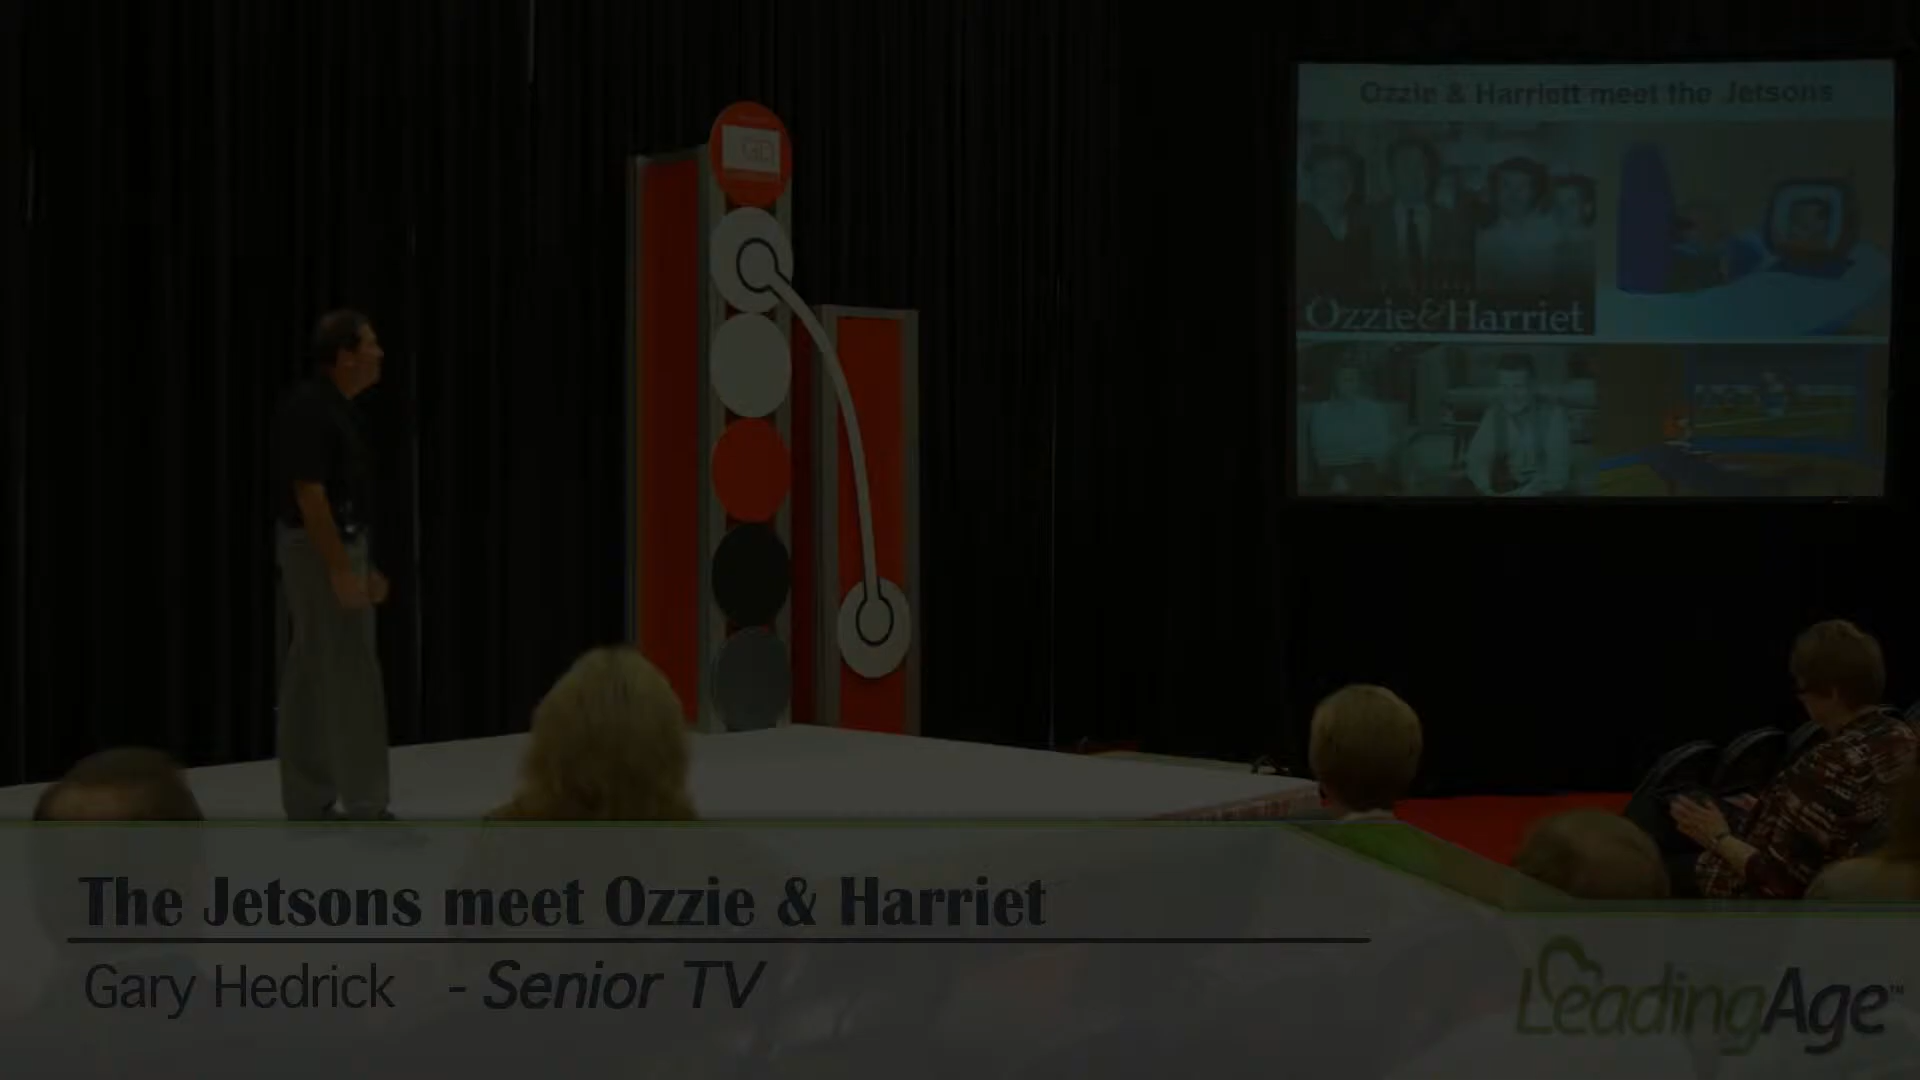 Ozzie & Harriett meet the Jetsons
Ozzie & Harriet
The Jetsons meet Ozzie & Harriet
Gary Hedrick - Senior TV
LeadingAge™